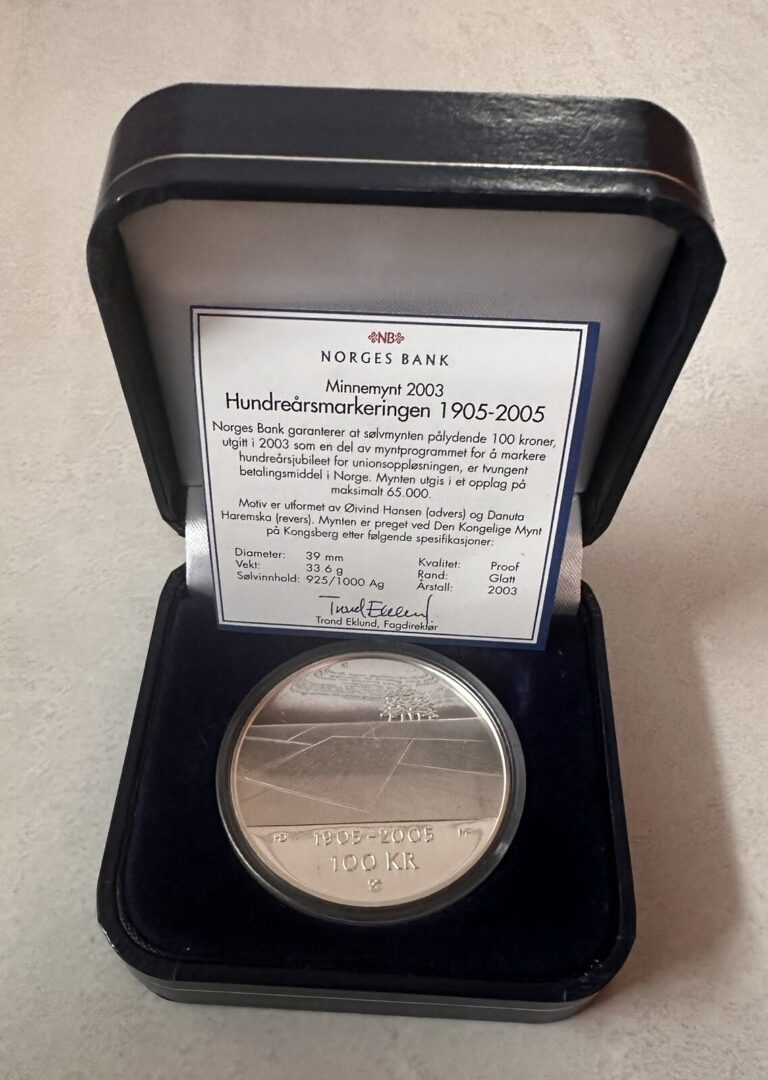 NB
NORGES BANK
Minnemynt 2003
Hundreårsmarkeringen 1905-2005
Norges Bank garanterer at sølvmynten pålydende 100 kroner,
utgitt i 2003 som en del av myntprogrammet for å markere
hundreårsjubileet for unionsoppløsningen, er tvungent
betalingsmiddel i Norge. Mynten utgis i et opplag på
maksimalt 65.000.
Motiv er utformet av Øivind Hansen (advers) og Danuta
Haremska (revers). Mynten er preget ved Den Kongelige Mynt
på Kongsberg etter følgende spesifikasjoner:
Diameter: 39 mm Kvalitet: Proof
Vekt: 33.6 g Rand: Glatt
Sølvinnhold: 925/1000 Ag Årstall: 2003
Trond Eklund
Trond Eklund, Fagdirektør
1905-2005
100 KR